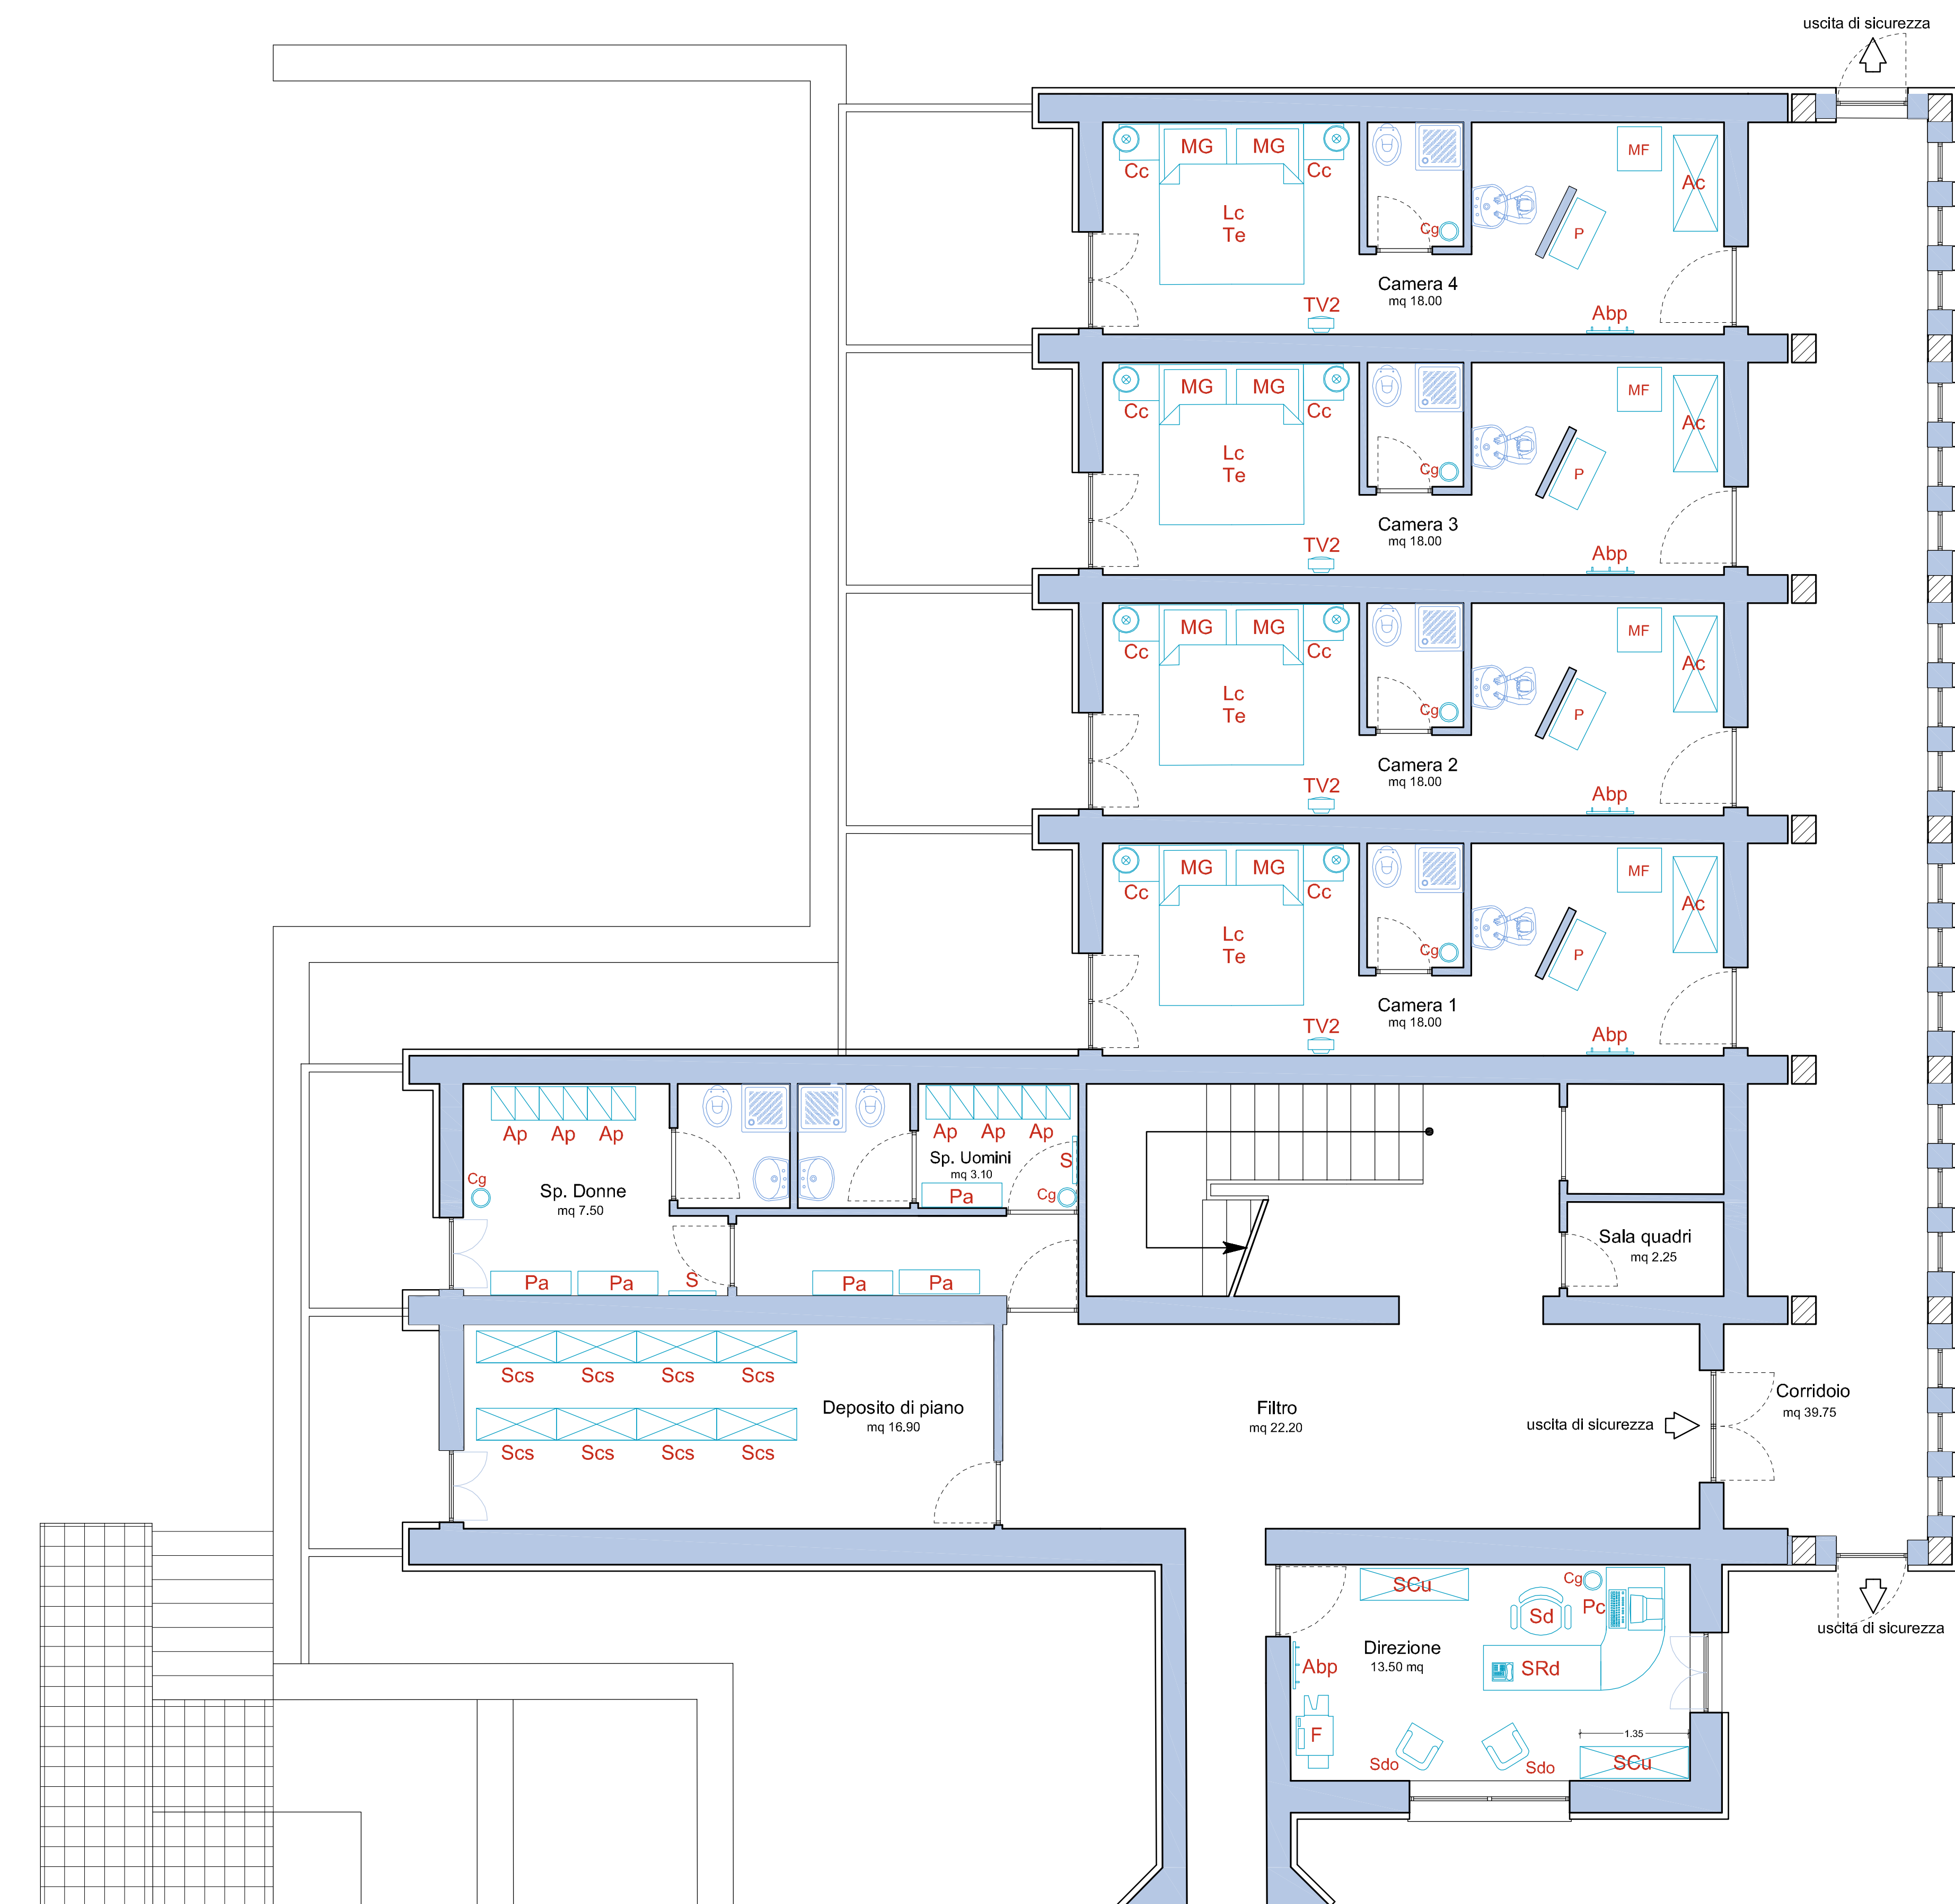 uscita di sicurezza
MG MG
Cc Cc
Lc
Te
Cg
MF
Ac
P
Camera 4
mq 18.00
TV2
Abp
MG MG
Cc Cc
Lc
Te
Cg
MF
Ac
P
Camera 3
mq 18.00
TV2
Abp
MG MG
Cc Cc
Lc
Te
Cg
MF
Ac
P
Camera 2
mq 18.00
TV2
Abp
MG MG
Cc Cc
Lc
Te
Cg
MF
Ac
P
Camera 1
mq 18.00
TV2
Abp
Ap Ap Ap
Cg
Sp. Donne
mq 7.50
Pa Pa S
Ap Ap Ap
Sp. Uomini
mq 3.10
S
Pa
Cg
Pa Pa
Sala quadri
mq 2.25
Scs Scs Scs Scs
Scs Scs Scs Scs
Deposito di piano
mq 16.90
Filtro
mq 22.20
uscita di sicurezza
Corridoio
mq 39.75
SCu
Cg
Sd
Pc
Direzione
13.50 mq
SRd
Abp
F
Sdo
Sdo
1.35
SCu
uscita di sicurezza